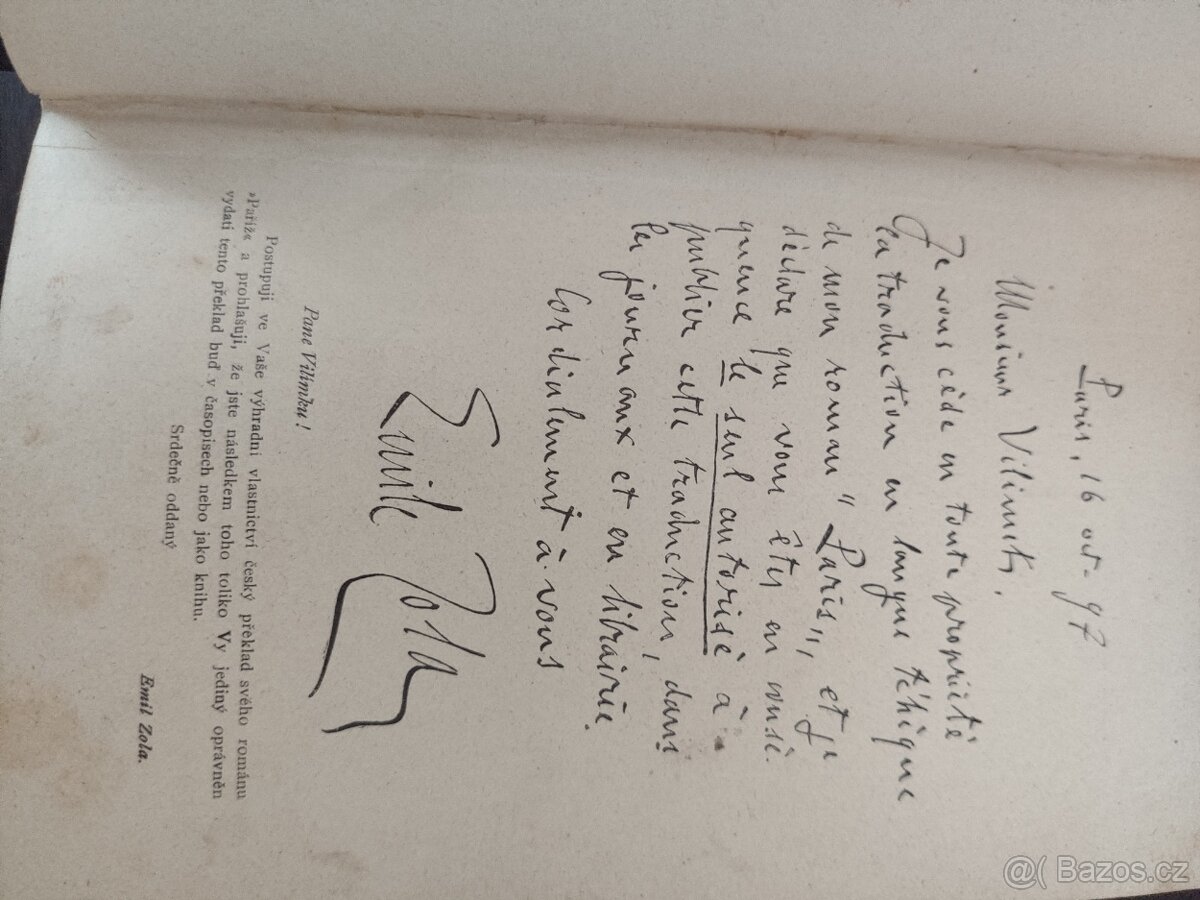 Paris, 16 oct. 97
Monsieur Vilimek,
Je vous cède en toute propriété
la traduction en langue tchèque
de mon roman "Paris", et je
déclare que vous êtes en consé-
quence le seul autorisé à
publier cette traduction, dans
les journaux et en librairie.
Cordialement à vous
Emile Zola
Pane Vilímku!
Postupuji ve Vaše výhradní vlastnictví český překlad svého románu
»Paříž« a prohlašuji, že jste následkem toho toliko Vy jediný oprávněn
vydati tento překlad buď v časopisech nebo jako knihu.
Srdečně oddaný
Emil Zola.
@( Bazos.cz